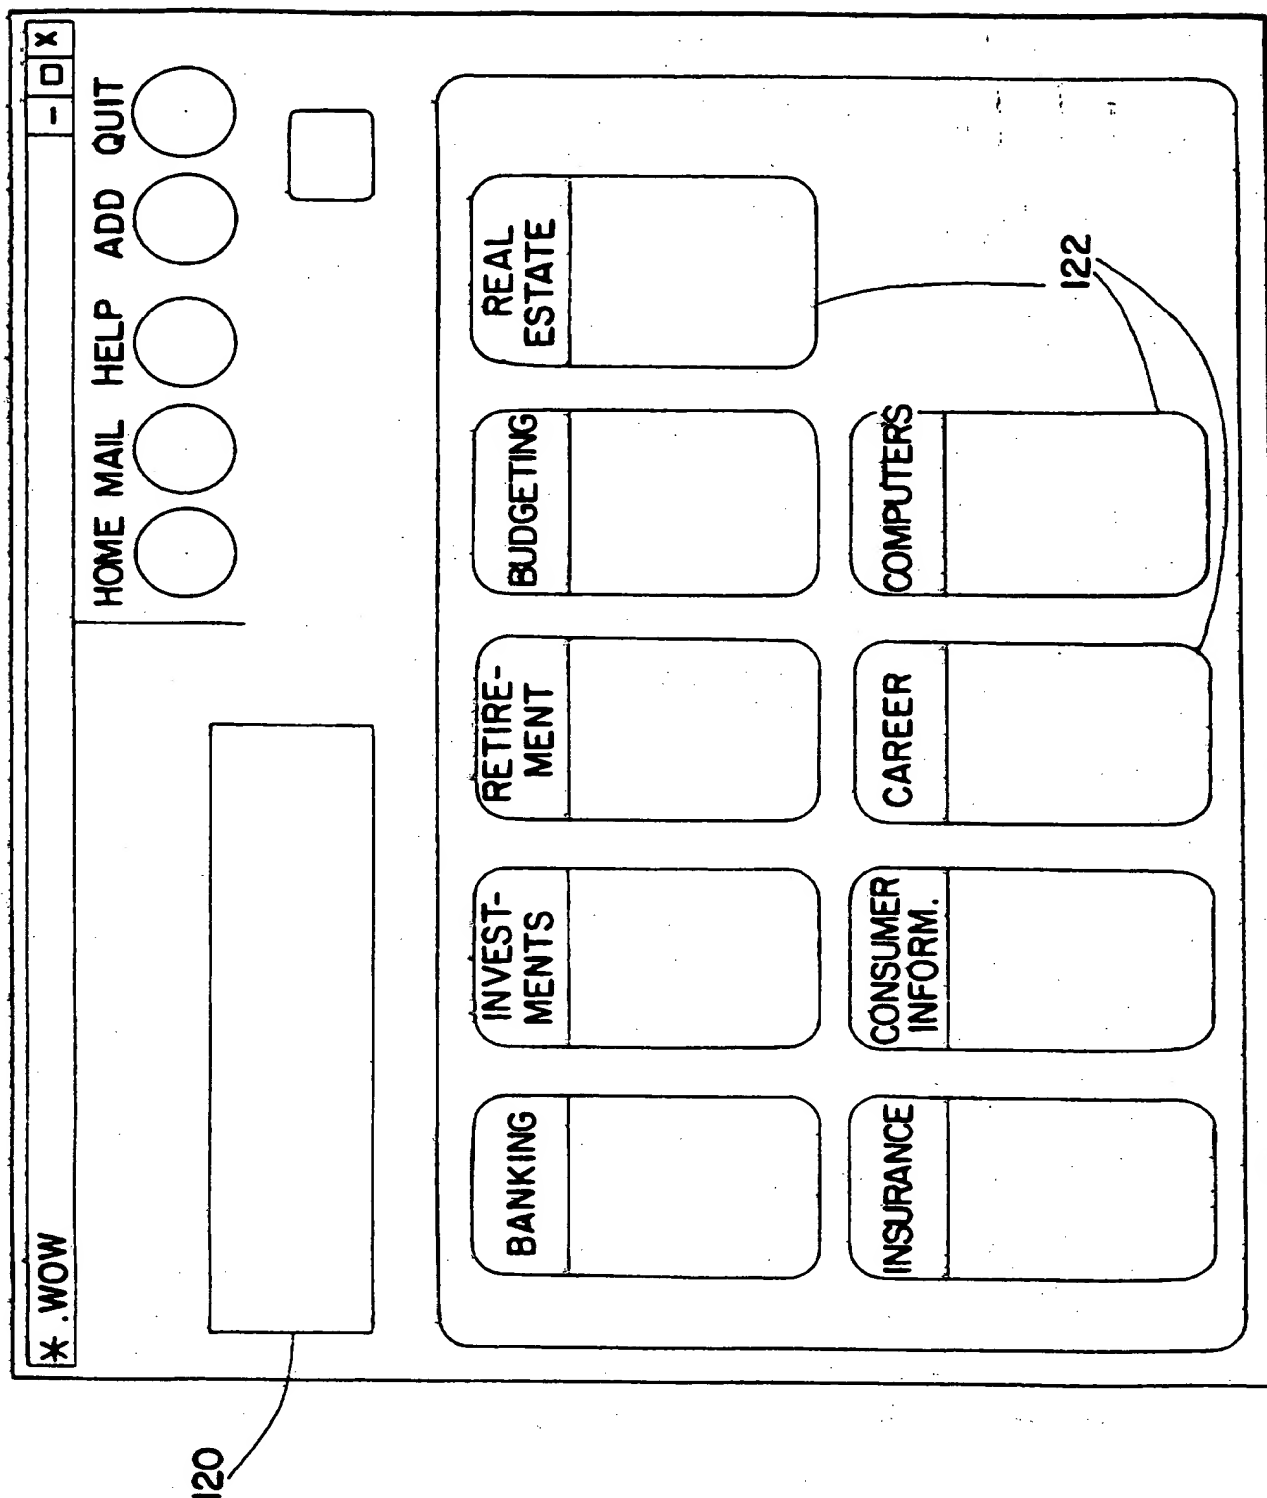 * .WOW
- □ X
HOME MAIL HELP ADD QUIT
120
BANKING
INVEST-
MENTS
RETIRE-
MENT
BUDGETING
REAL
ESTATE
INSURANCE
CONSUMER
INFORM.
CAREER
COMPUTERS
122